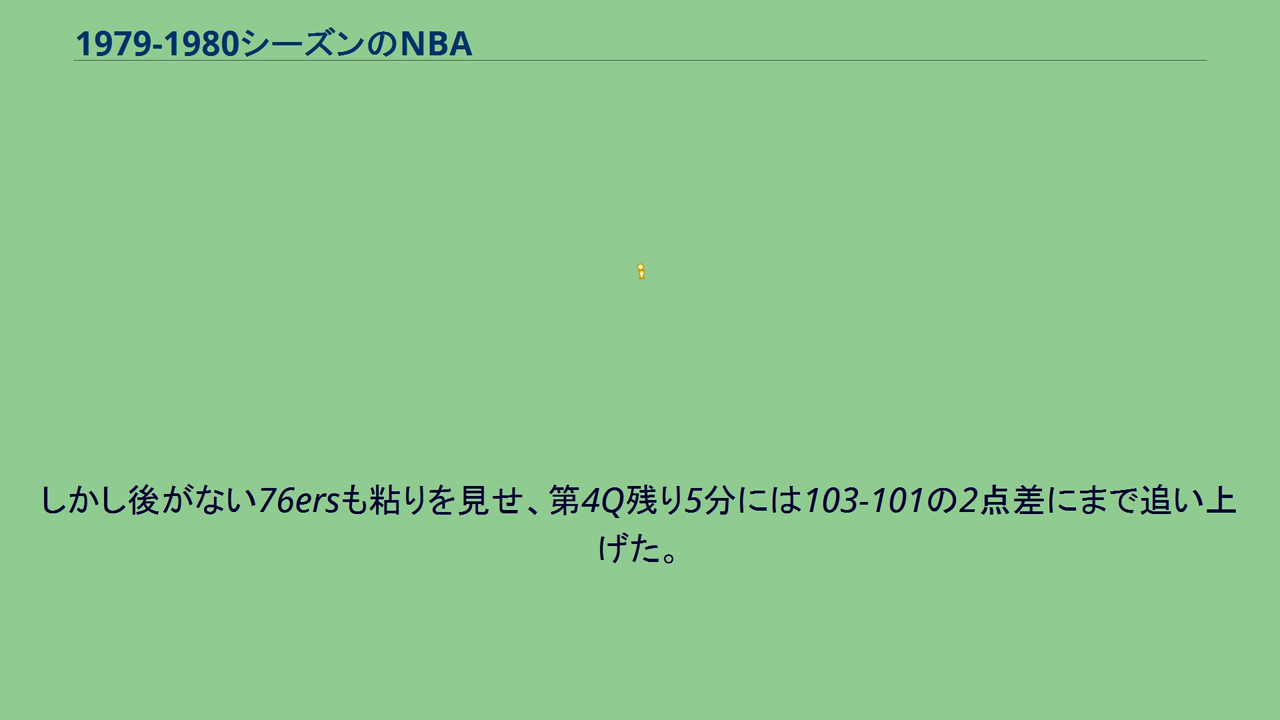 1979-1980シーズンのNBA
しかし後がない76ersも粘りを見せ、第4Q残り5分には103-101の2点差にまで追い上
げた。